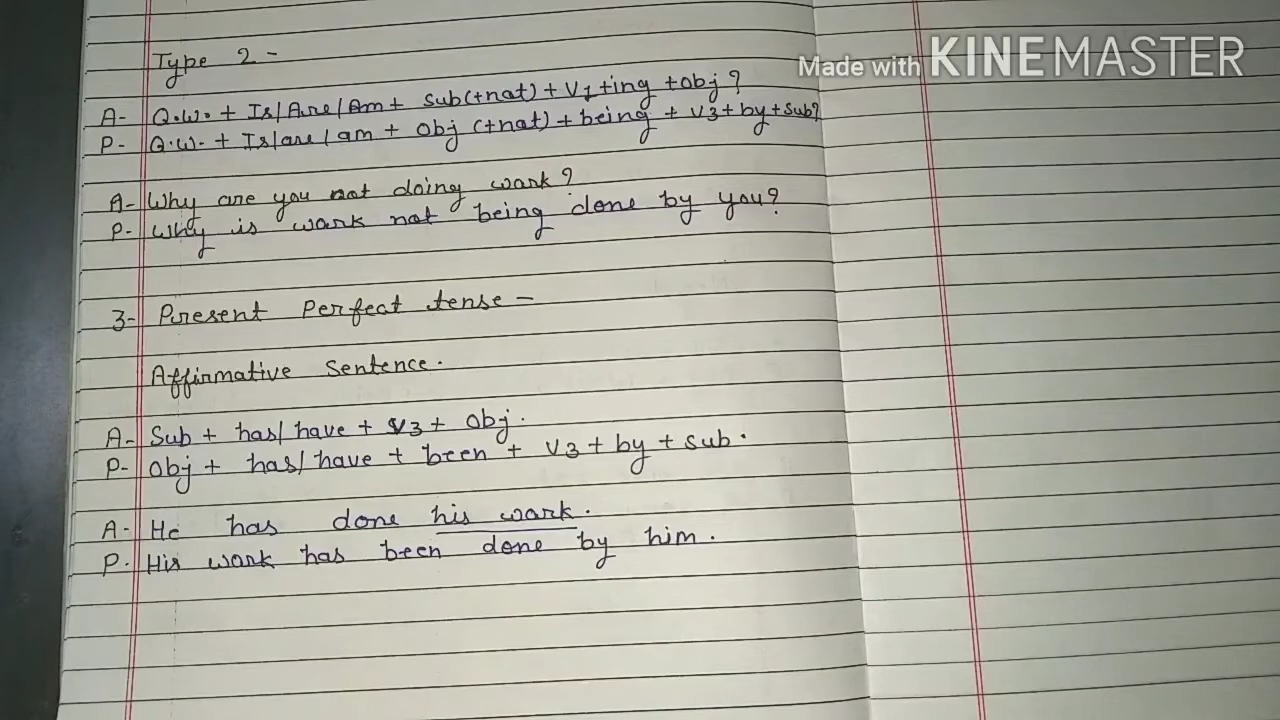 Made with KINEMASTER
Type 2 -
A- Q.W. + Is/Are/Am + sub(+not) + V1 + ing + obj?
P- Q.W. + Is/are/am + obj (+not) + being + V3 + by + sub?
A- Why are you not doing work?
P- Why is work not being done by you?
3- Present Perfect tense -
Affirmative Sentence.
A- Sub + has/have + V3 + obj.
P- obj + has/have + been + V3 + by + sub.
A- He has done his work.
P- His work has been done by him.